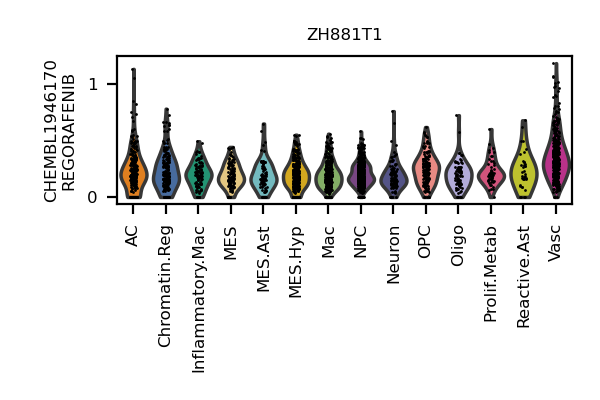 ZH881T1
CHEMBL1946170
REGORAFENIB
1
0
AC
Chromatin.Reg
Inflammatory.Mac
MES
MES.Ast
MES.Hyp
Mac
NPC
Neuron
OPC
Oligo
Prolif.Metab
Reactive.Ast
Vasc